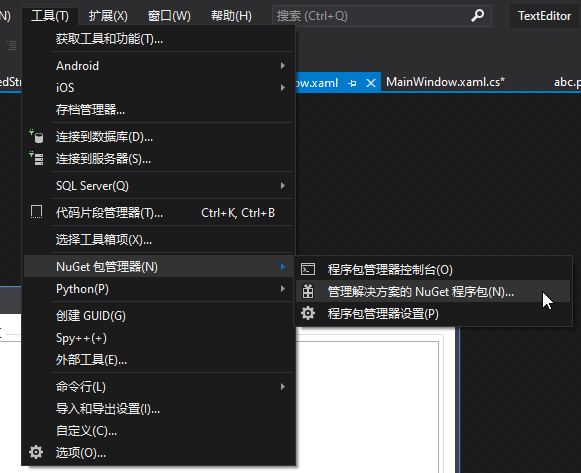 N)
工具(T)
扩展(X)
窗口(W)
帮助(H)
搜索 (Ctrl+Q)
TextEditor
获取工具和功能(T)...
edStr
ow.xaml
MainWindow.xaml.cs*
abc.p
Android
iOS
存档管理器...
连接到数据库(D)...
连接到服务器(S)...
SQL Server(Q)
代码片段管理器(T)... Ctrl+K, Ctrl+B
选择工具箱项(X)...
NuGet 包管理器(N)
程序包管理器控制台(O)
管理解决方案的 NuGet 程序包(N)...
程序包管理器设置(P)
Python(P)
创建 GUID(G)
Spy++(+)
外部工具(E)...
命令行(L)
导入和导出设置(I)...
自定义(C)...
选项(O)...